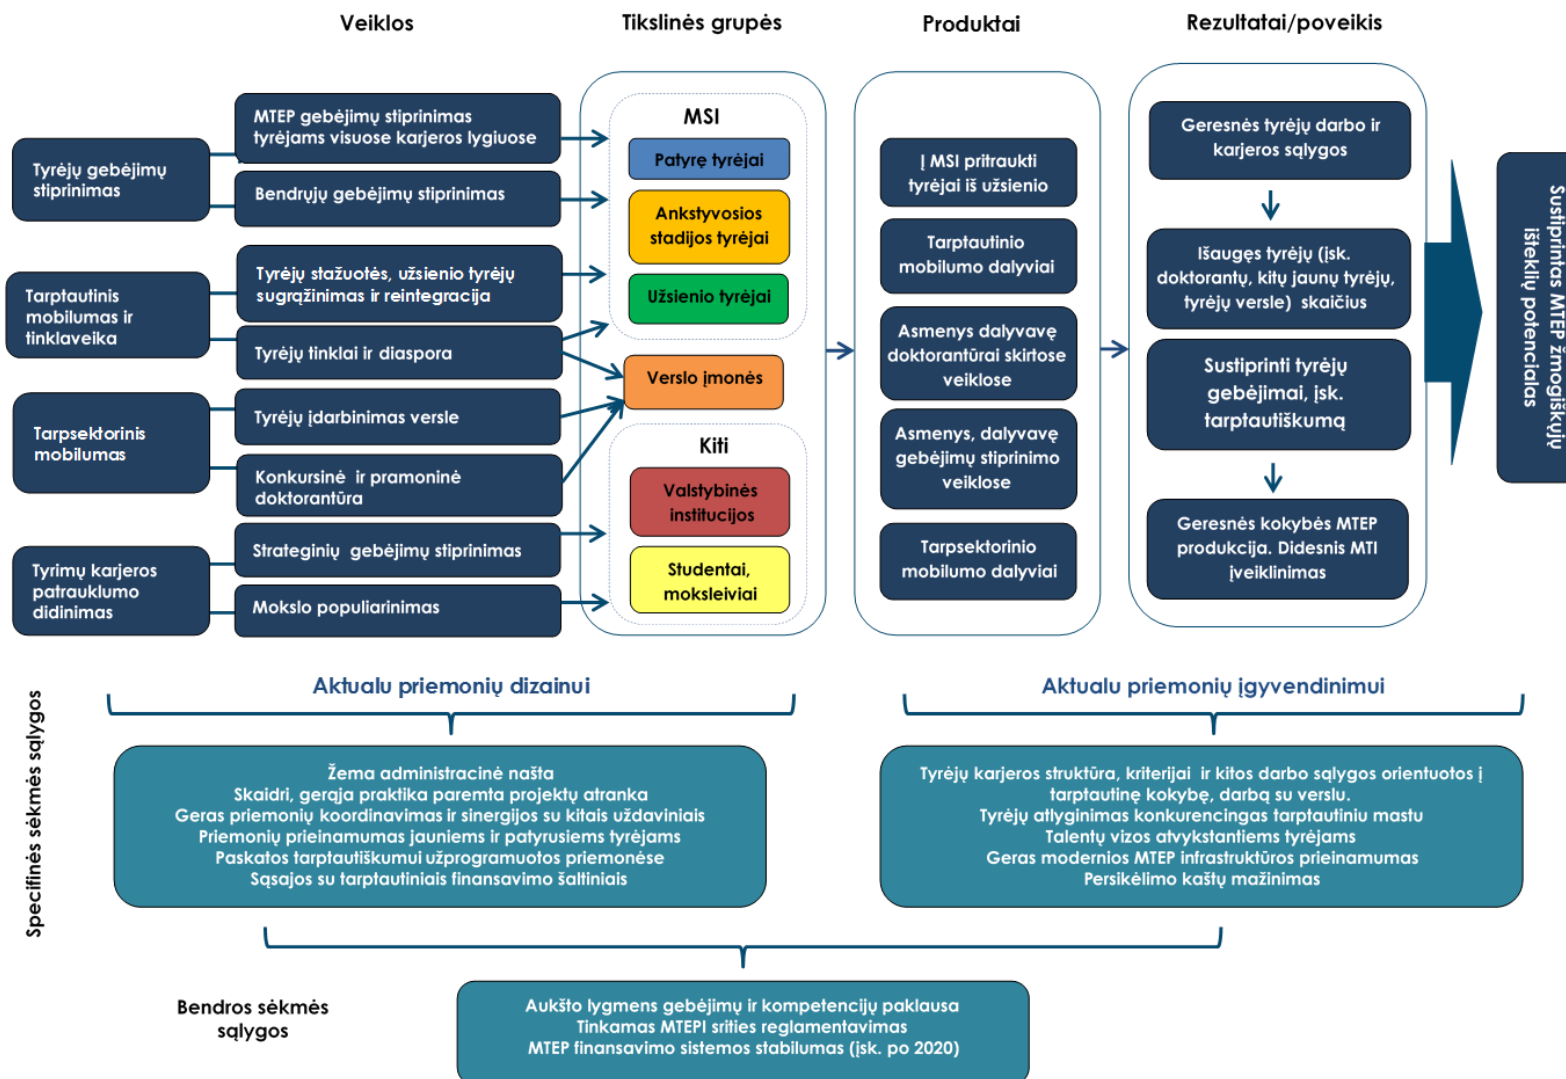 Veiklos
Tikslinės grupės
Produktai
Rezultatai/poveikis
Tyrėjų gebėjimų
stiprinimas
Tarptautinis
mobilumas ir
tinklaveika
Tarpsektorinis
mobilumas
Tyrimų karjeros
patrauklumo
didinimas
MTEP gebėjimų stiprinimas
tyrėjams visuose karjeros lygiuose
Bendrųjų gebėjimų stiprinimas
Tyrėjų stažuotės, užsienio tyrėjų
sugrąžinimas ir reintegracija
Tyrėjų tinklai ir diaspora
Tyrėjų įdarbinimas versle
Konkursinė ir pramoninė
doktorantūra
Strateginių gebėjimų stiprinimas
Mokslo populiarinimas
MSI
Patyrę tyrėjai
Ankstyvosios
stadijos tyrėjai
Užsienio tyrėjai
Verslo įmonės
Kiti
Valstybinės
institucijos
Studentai,
moksleiviai
Į MSI pritraukti
tyrėjai iš užsienio
Tarptautinio
mobilumo dalyviai
Asmenys dalyvavę
doktorantūrai skirtose
veiklose
Asmenys, dalyvavę
gebėjimų stiprinimo
veiklose
Tarpsektorinio
mobilumo dalyviai
Geresnės tyrėjų darbo ir
karjeros sąlygos
Išaugęs tyrėjų (įsk.
doktorantų, kitų jaunų tyrėjų,
tyrėjų versle) skaičius
Sustiprinti tyrėjų
gebėjimai, įsk.
tarptautiškumą
Geresnės kokybės MTEP
produkcija. Didesnis MTI
įveiklinimas
Sustiprintas MTEP žmogiškųjų
išteklių potencialas
Specifinės sėkmės sąlygos
Aktualu priemonių dizainui
Žema administracinė našta
Skaidri, gerąja praktika paremta projektų atranka
Geras priemonių koordinavimas ir sinergijos su kitais uždaviniais
Priemonių prieinamumas jauniems ir patyrusiems tyrėjams
Paskatos tarptautiškumui užprogramuotos priemonėse
Sąsajos su tarptautiniais finansavimo šaltiniais
Aktualu priemonių įgyvendinimui
Tyrėjų karjeros struktūra, kriterijai ir kitos darbo sąlygos orientuotos į
tarptautinę kokybę, darbą su verslu.
Tyrėjų atlyginimas konkurencingas tarptautiniu mastu
Talentų vizos atvykstantiems tyrėjams
Geras modernios MTEP infrastruktūros prieinamumas
Persikėlimo kaštų mažinimas
Bendros sėkmės
sąlygos
Aukšto lygmens gebėjimų ir kompetencijų paklausa
Tinkamas MTEPI srities reglamentavimas
MTEP finansavimo sistemos stabilumas (įsk. po 2020)